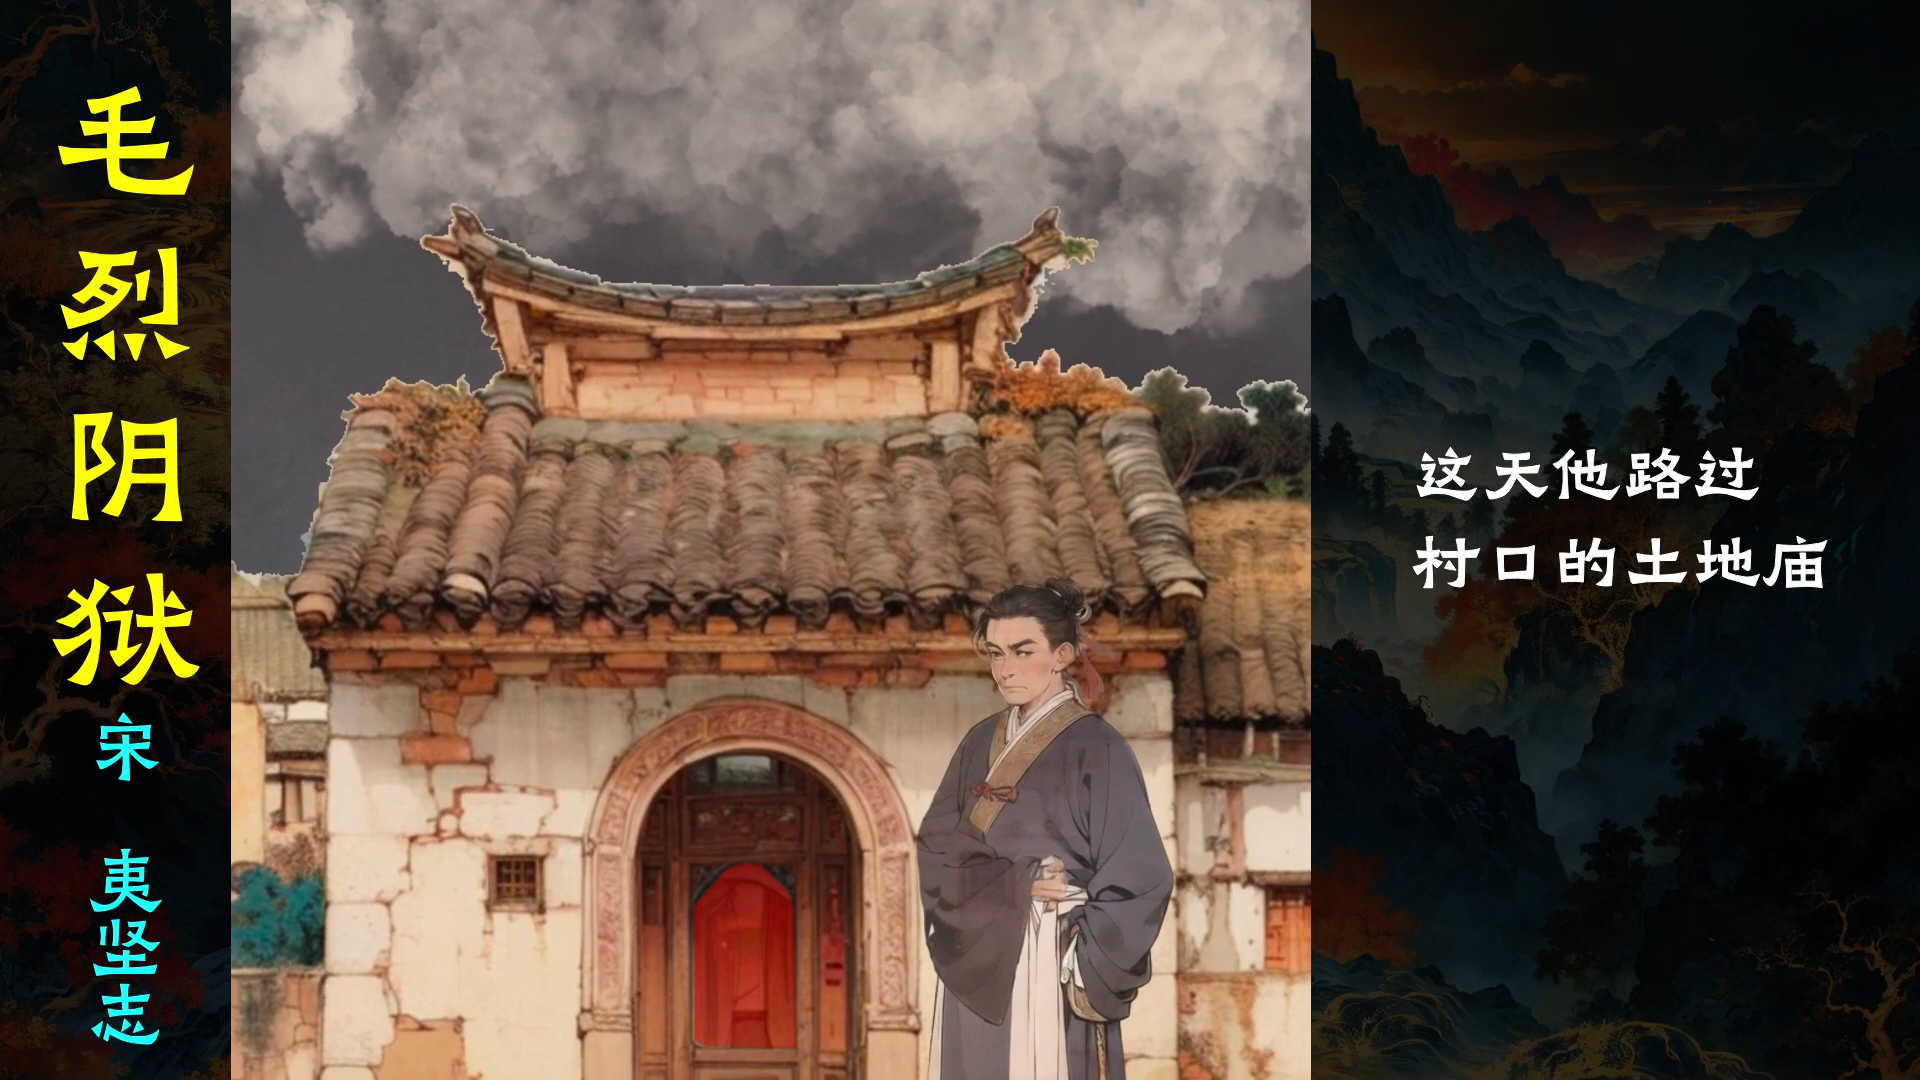 毛烈阴狱
宋
夷坚志
这天他路过
村口的土地庙